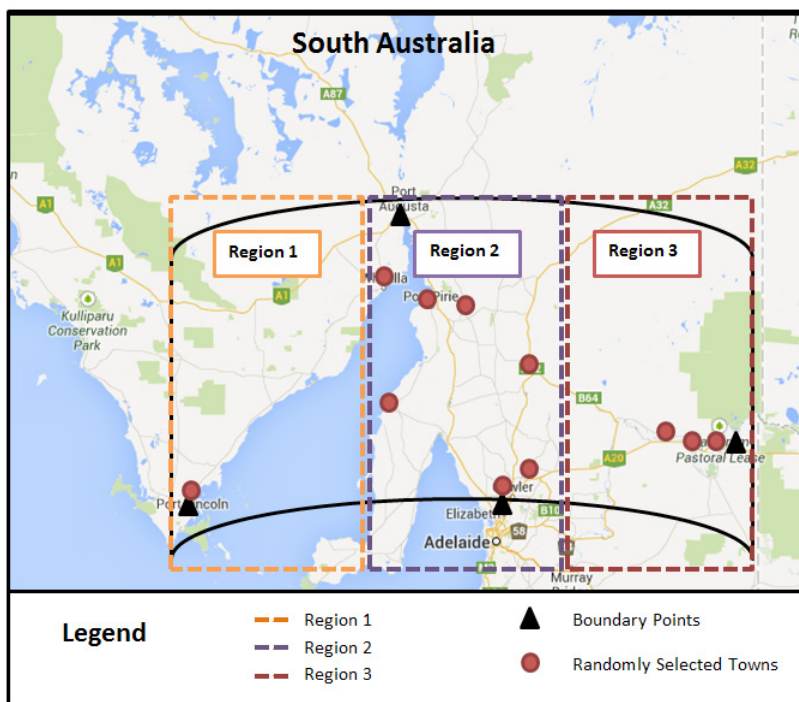 South Australia
A87
A32
A1
Port
Augusta
A32
Region 1
Region 2
Region 3
A1
A1
Kulliparu
Conservation
Park
B64
A20
Pastoral Lease
Port Lincoln
Elizabeth
B10
Adelaide
58
Murray
Legend
Region 1
Region 2
Region 3
Boundary Points
Randomly Selected Towns